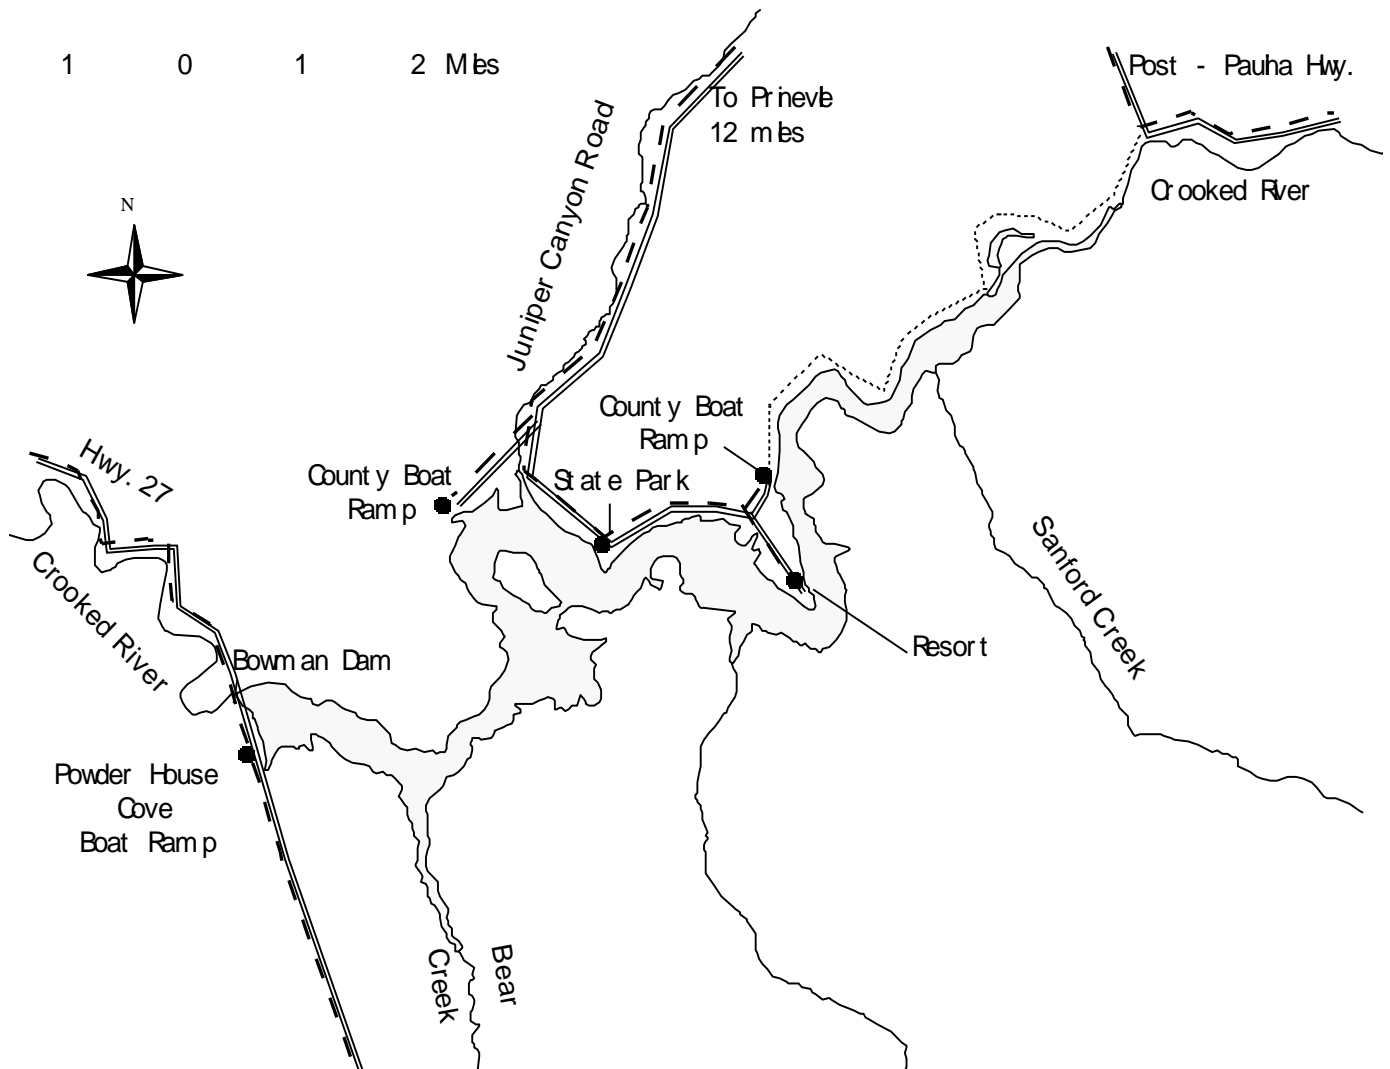 1 0 1 2 Miles
Post - Paulina Hwy.
To Prineville
12 miles
Juniper Canyon Road
Crooked River
N
County Boat
Ramp
Hwy. 27
County Boat
Ramp
State Park
Sanford Creek
Crooked River
Bowman Dam
Resort
Powder House
Cove
Boat Ramp
Bear
Creek